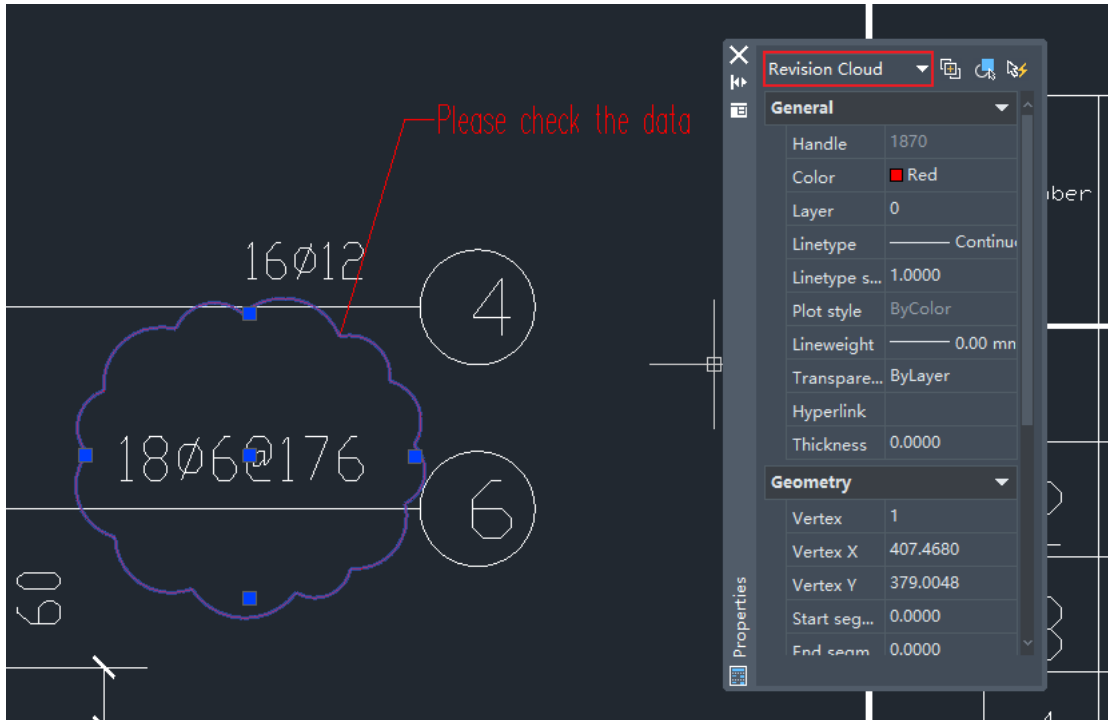 Please check the data
16ø12
4
18ø6@176
6
60
Revision Cloud
General
Handle 1870
Color Red
Layer 0
Linetype Continu
Linetype s... 1.0000
Plot style ByColor
Lineweight 0.00 mm
Transpare... ByLayer
Hyperlink
Thickness 0.0000
Geometry
Vertex 1
Vertex X 407.4680
Vertex Y 379.0048
Start seg... 0.0000
End segm 0.0000
Properties
ber